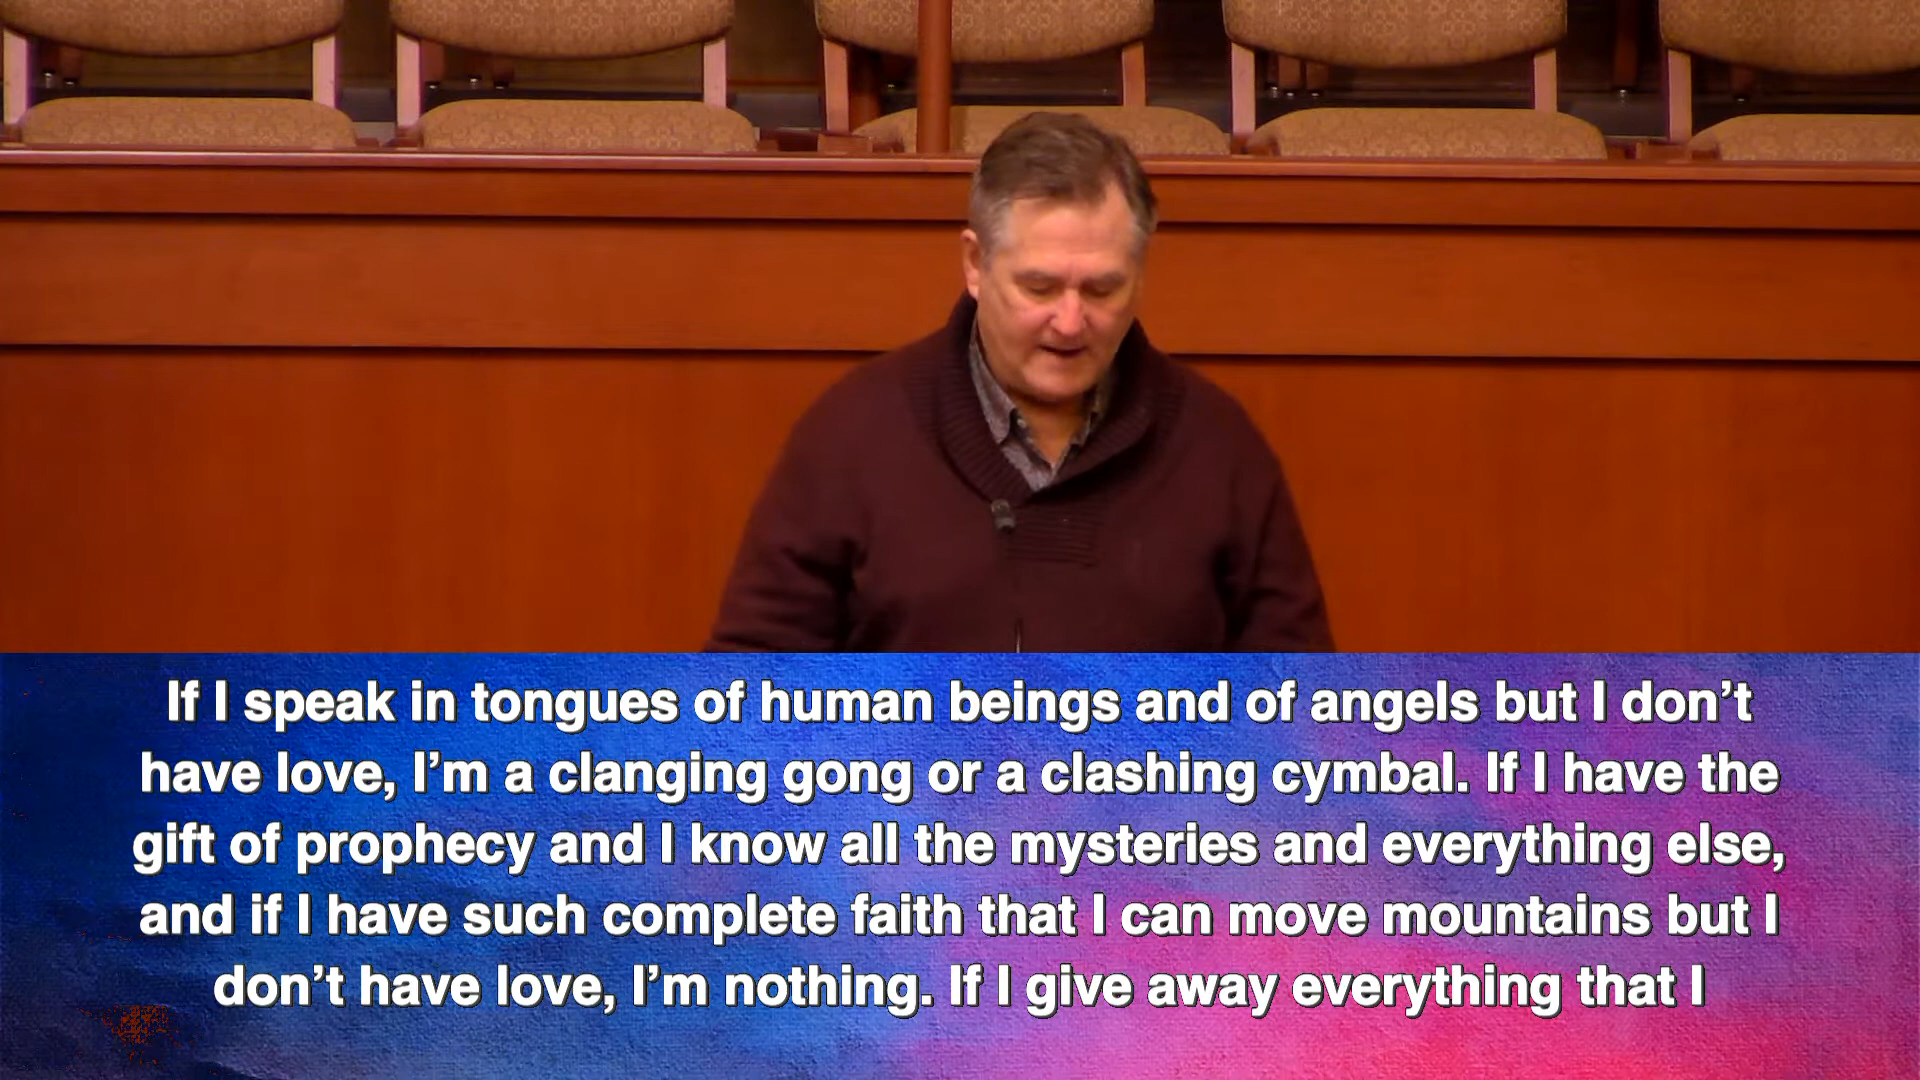 If I speak in tongues of human beings and of angels but I don’t
have love, I’m a clanging gong or a clashing cymbal. If I have the
gift of prophecy and I know all the mysteries and everything else,
and if I have such complete faith that I can move mountains but I
don’t have love, I’m nothing. If I give away everything that I